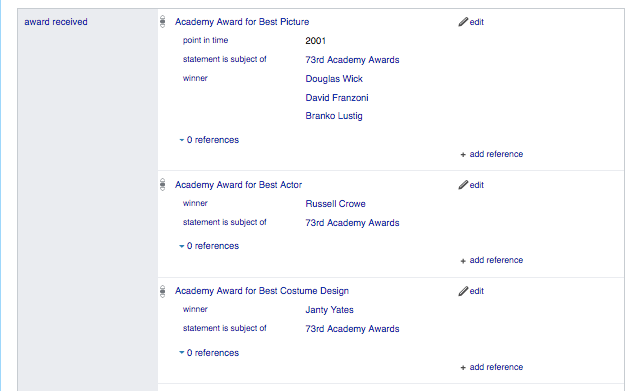 award received
Academy Award for Best Picture
edit
point in time 2001
statement is subject of 73rd Academy Awards
winner Douglas Wick
David Franzoni
Branko Lustig
0 references
+ add reference
Academy Award for Best Actor
edit
winner Russell Crowe
statement is subject of 73rd Academy Awards
0 references
+ add reference
Academy Award for Best Costume Design
edit
winner Janty Yates
statement is subject of 73rd Academy Awards
0 references
+ add reference